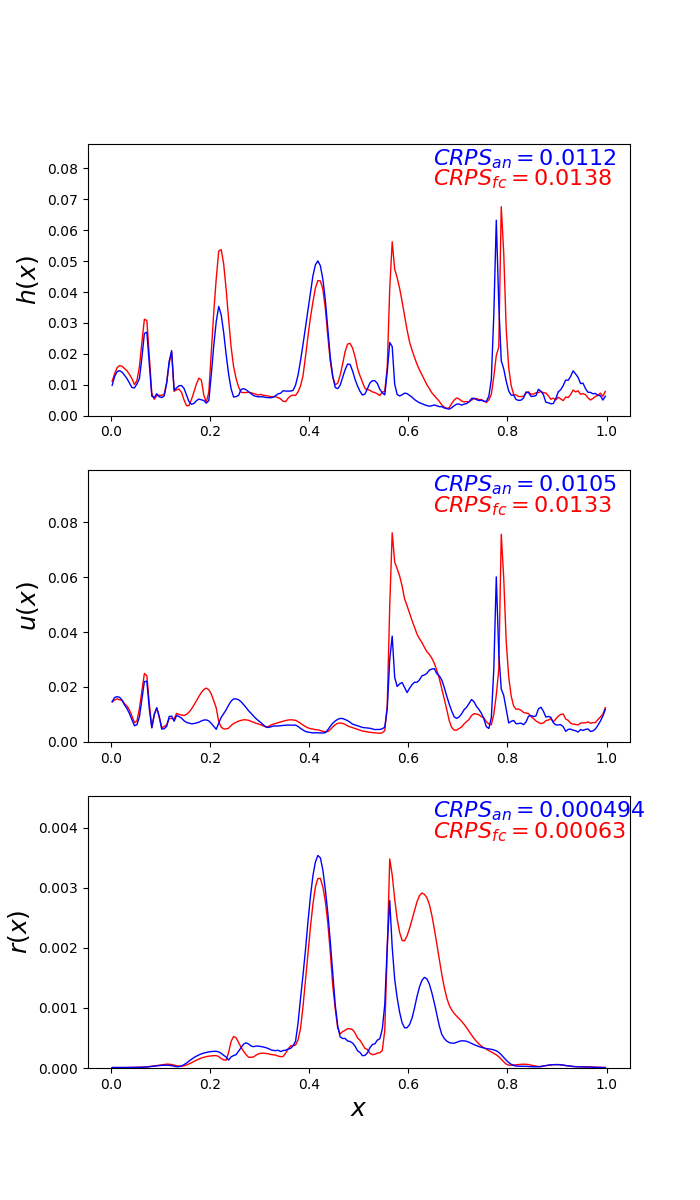 CRPS_an = 0.0112
CRPS_fc = 0.0138
h(x)
0.08
0.07
0.06
0.05
0.04
0.03
0.02
0.01
0.00
0.0 0.2 0.4 0.6 0.8 1.0
CRPS_an = 0.0105
CRPS_fc = 0.0133
u(x)
0.08
0.06
0.04
0.02
0.00
0.0 0.2 0.4 0.6 0.8 1.0
CRPS_an = 0.000494
CRPS_fc = 0.00063
r(x)
0.004
0.003
0.002
0.001
0.000
0.0 0.2 0.4 0.6 0.8 1.0
x